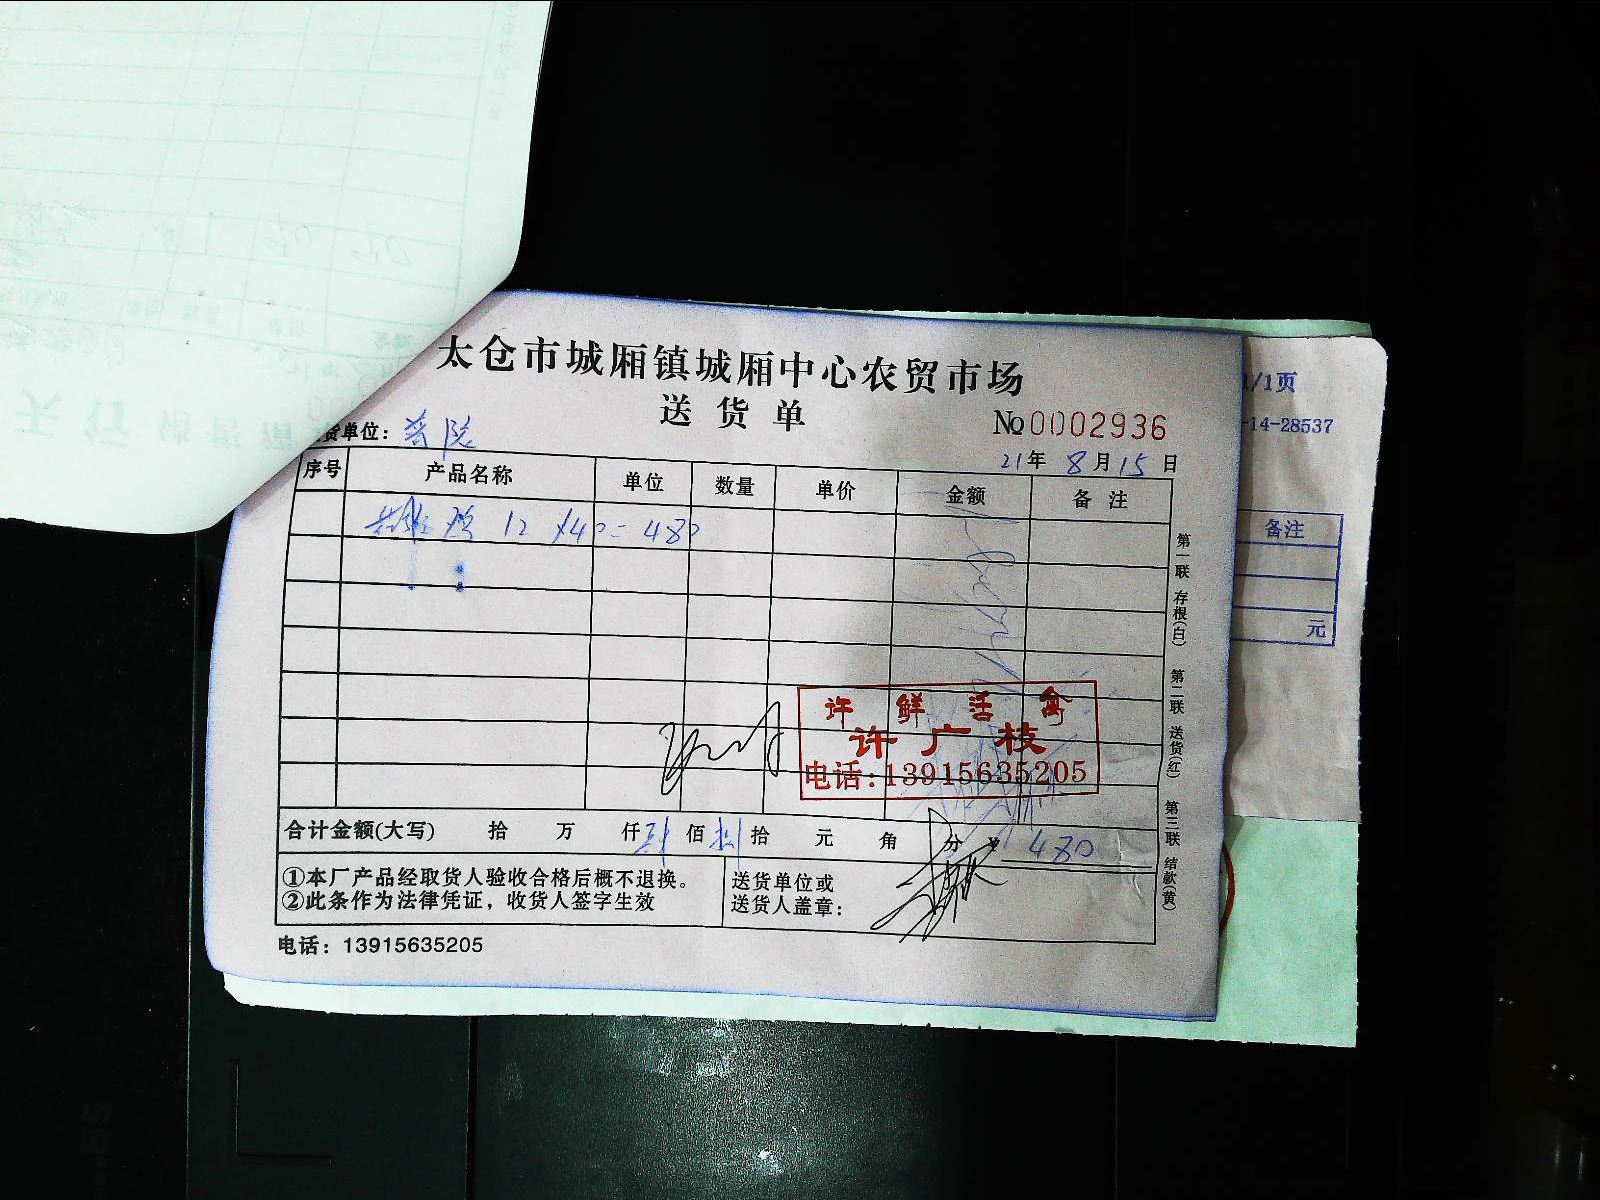 太仓市城厢镇城厢中心农贸市场
送货单
No 0002936
货单位:
21年 8月15日
序号 产品名称 单位 数量 单价 金额 备注
鸡 12 ×40=480
许鲜活禽
许广枝
电话:13915635205
合计金额(大写) 拾 万 仟 肆佰 捌拾 元 角 分 ¥ 480
①本厂产品经取货人验收合格后概不退换。
②此条作为法律凭证，收货人签字生效
送货单位或
送货人盖章:
电话: 13915635205
第一联 存根(白) 第二联 送货(红) 第三联 结款(黄)
1/1页
-14-28537
备注
元